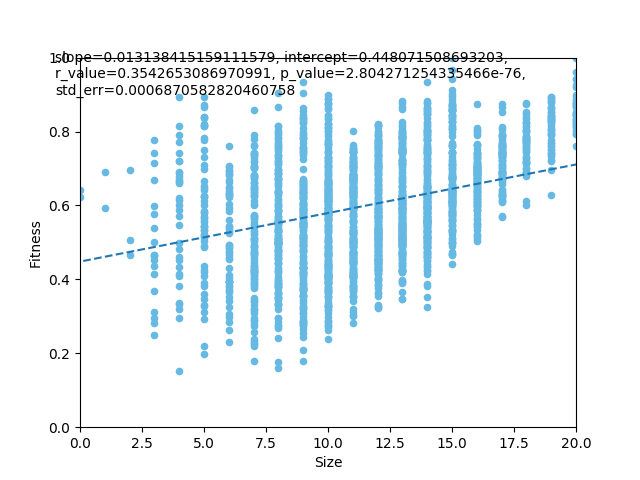 slope=0.013138415159111579, intercept=0.448071508693203,
r_value=0.3542653086970991, p_value=2.804271254335466e-76,
std_err=0.0006870582820460758
1.0
0.8
0.6
0.4
0.2
0.0
Fitness
0.0 2.5 5.0 7.5 10.0 12.5 15.0 17.5 20.0
Size